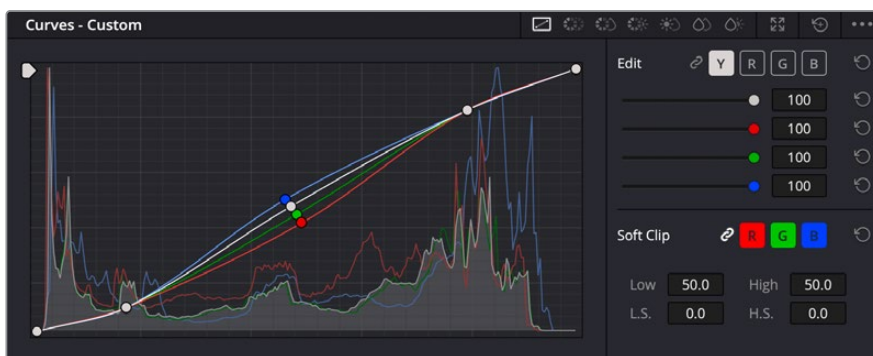 Curves - Custom
Edit Y R G B
100
100
100
100
Soft Clip R G B
Low 50.0 High 50.0
L.S. 0.0 H.S. 0.0